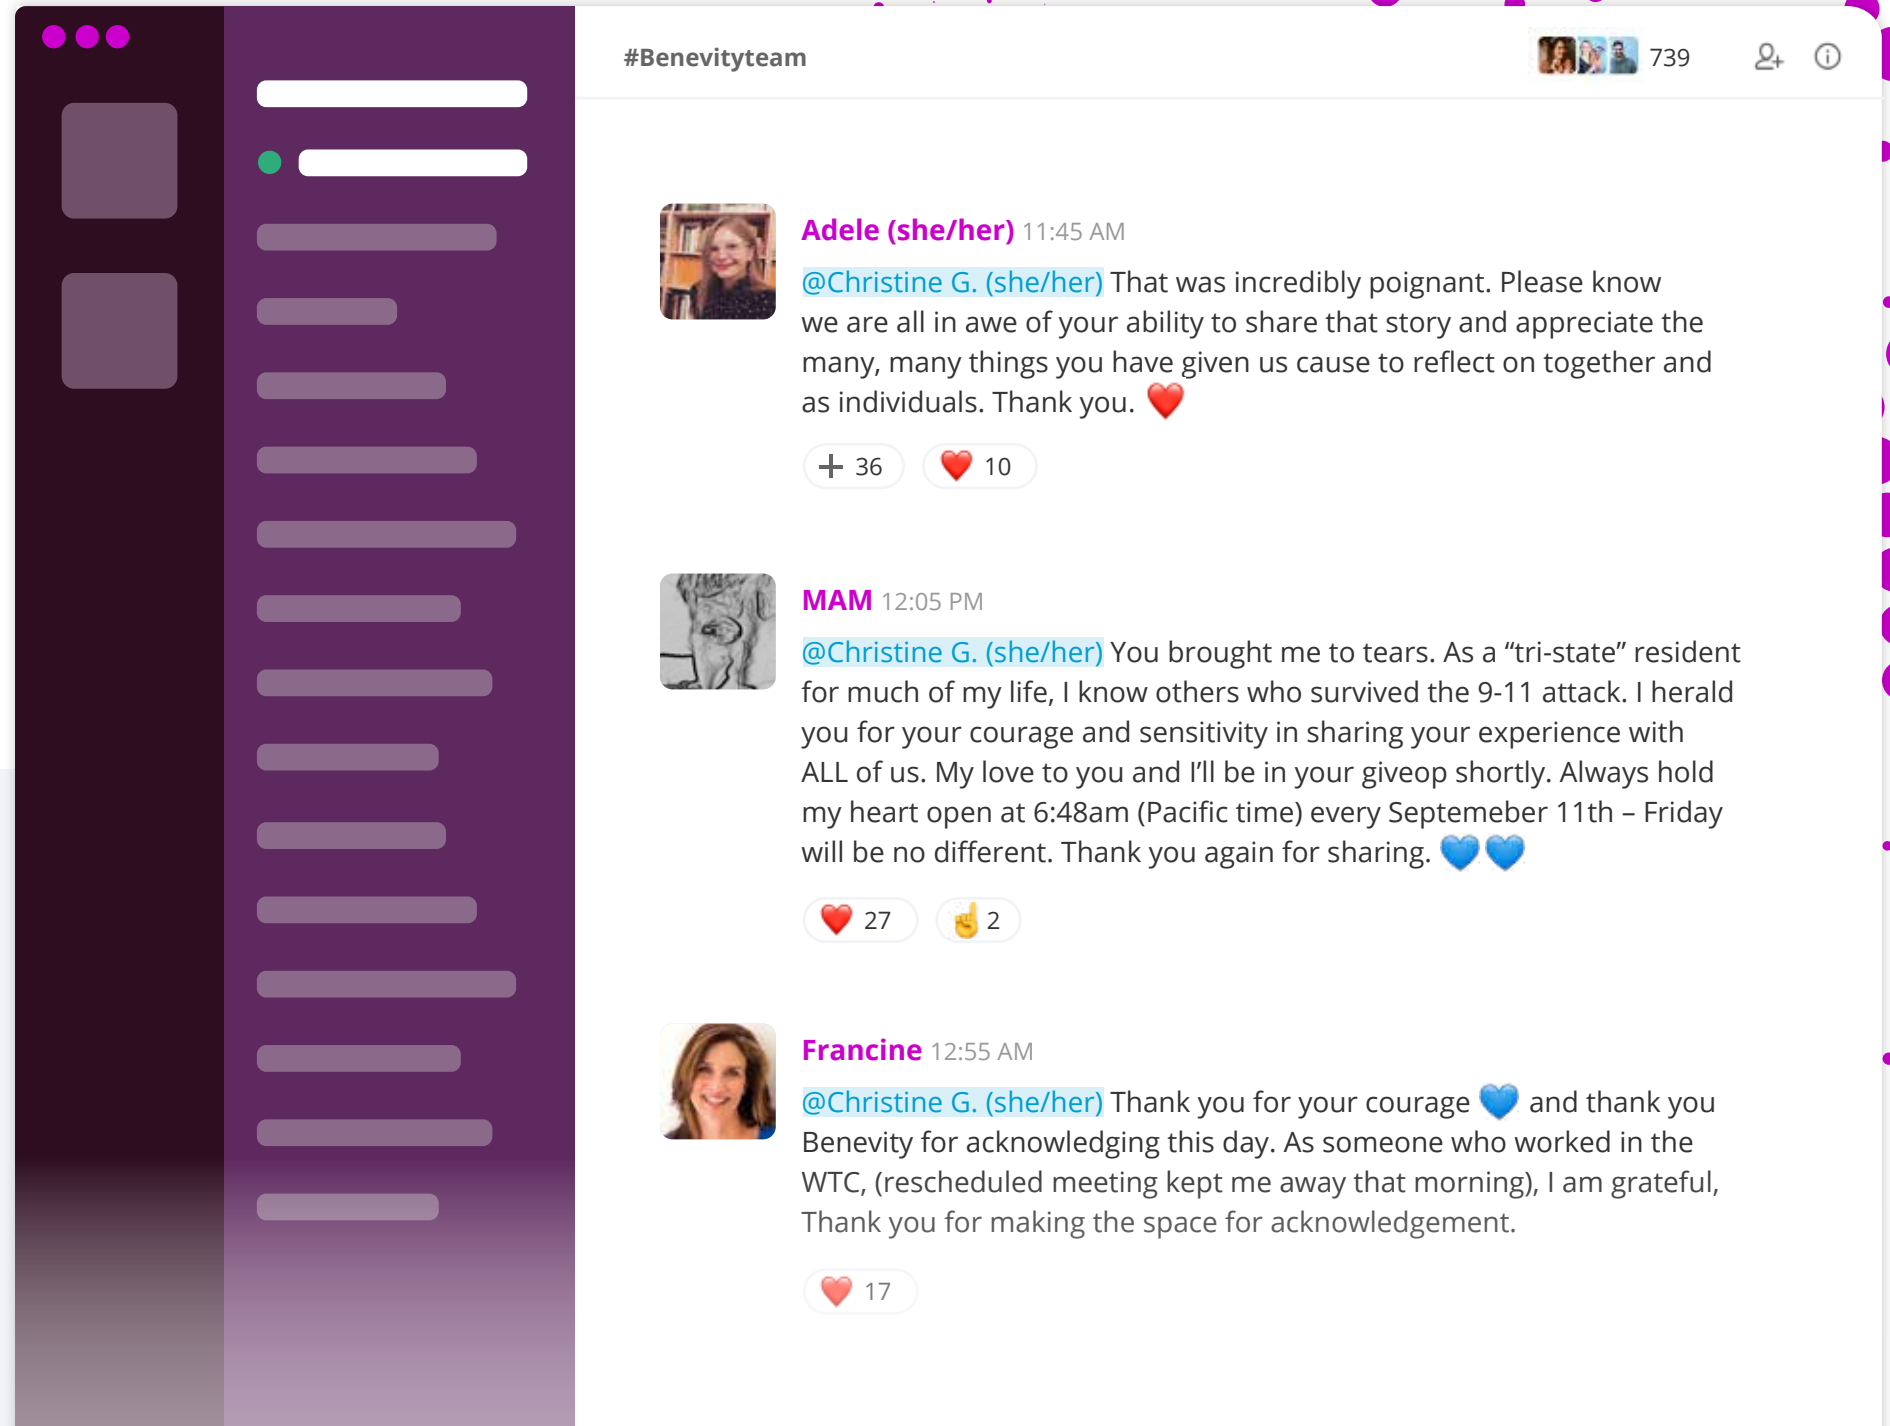 #Benevityteam
739
Adele (she/her) 11:45 AM
@Christine G. (she/her) That was incredibly poignant. Please know
we are all in awe of your ability to share that story and appreciate the
many, many things you have given us cause to reflect on together and
as individuals. Thank you. ❤️
+ 36 ❤️ 10
MAM 12:05 PM
@Christine G. (she/her) You brought me to tears. As a “tri-state” resident
for much of my life, I know others who survived the 9-11 attack. I herald
you for your courage and sensitivity in sharing your experience with
ALL of us. My love to you and I’ll be in your giveop shortly. Always hold
my heart open at 6:48am (Pacific time) every Septemeber 11th – Friday
will be no different. Thank you again for sharing. 💙💙
❤️ 27 ☝️ 2
Francine 12:55 AM
@Christine G. (she/her) Thank you for your courage 💙 and thank you
Benevity for acknowledging this day. As someone who worked in the
WTC, (rescheduled meeting kept me away that morning), I am grateful,
Thank you for making the space for acknowledgement.
❤️ 17